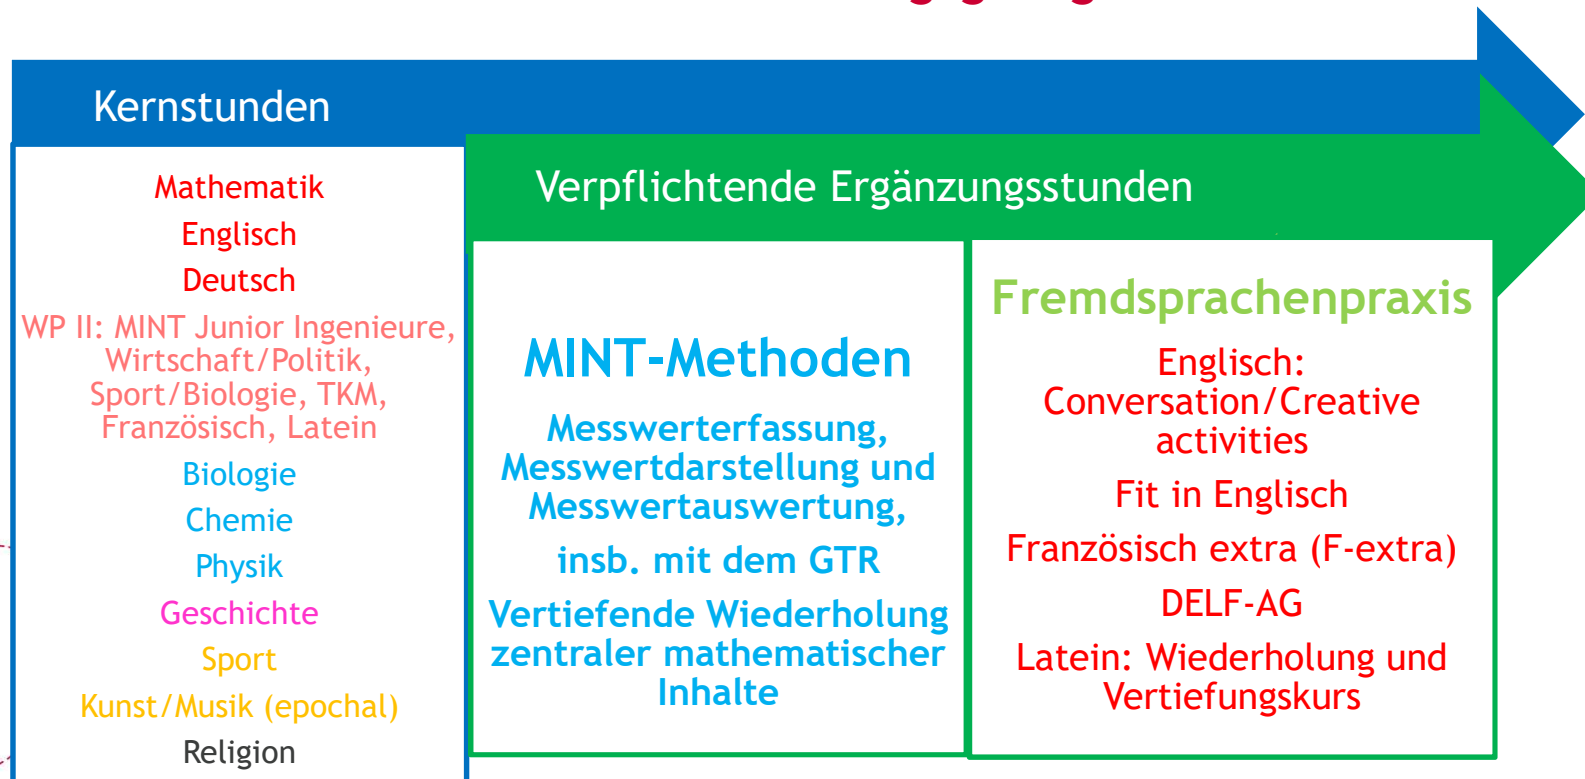 Kernstunden
Mathematik
Englisch
Deutsch
WP II: MINT Junior Ingenieure,
Wirtschaft/Politik,
Sport/Biologie, TKM,
Französisch, Latein
Biologie
Chemie
Physik
Geschichte
Sport
Kunst/Musik (epochal)
Religion
Verpflichtende Ergänzungsstunden
MINT-Methoden
Messwerterfassung,
Messwertdarstellung und
Messwertauswertung,
insb. mit dem GTR
Vertiefende Wiederholung
zentraler mathematischer
Inhalte
Fremdsprachenpraxis
Englisch:
Conversation/Creative
activities
Fit in Englisch
Französisch extra (F-extra)
DELF-AG
Latein: Wiederholung und
Vertiefungskurs